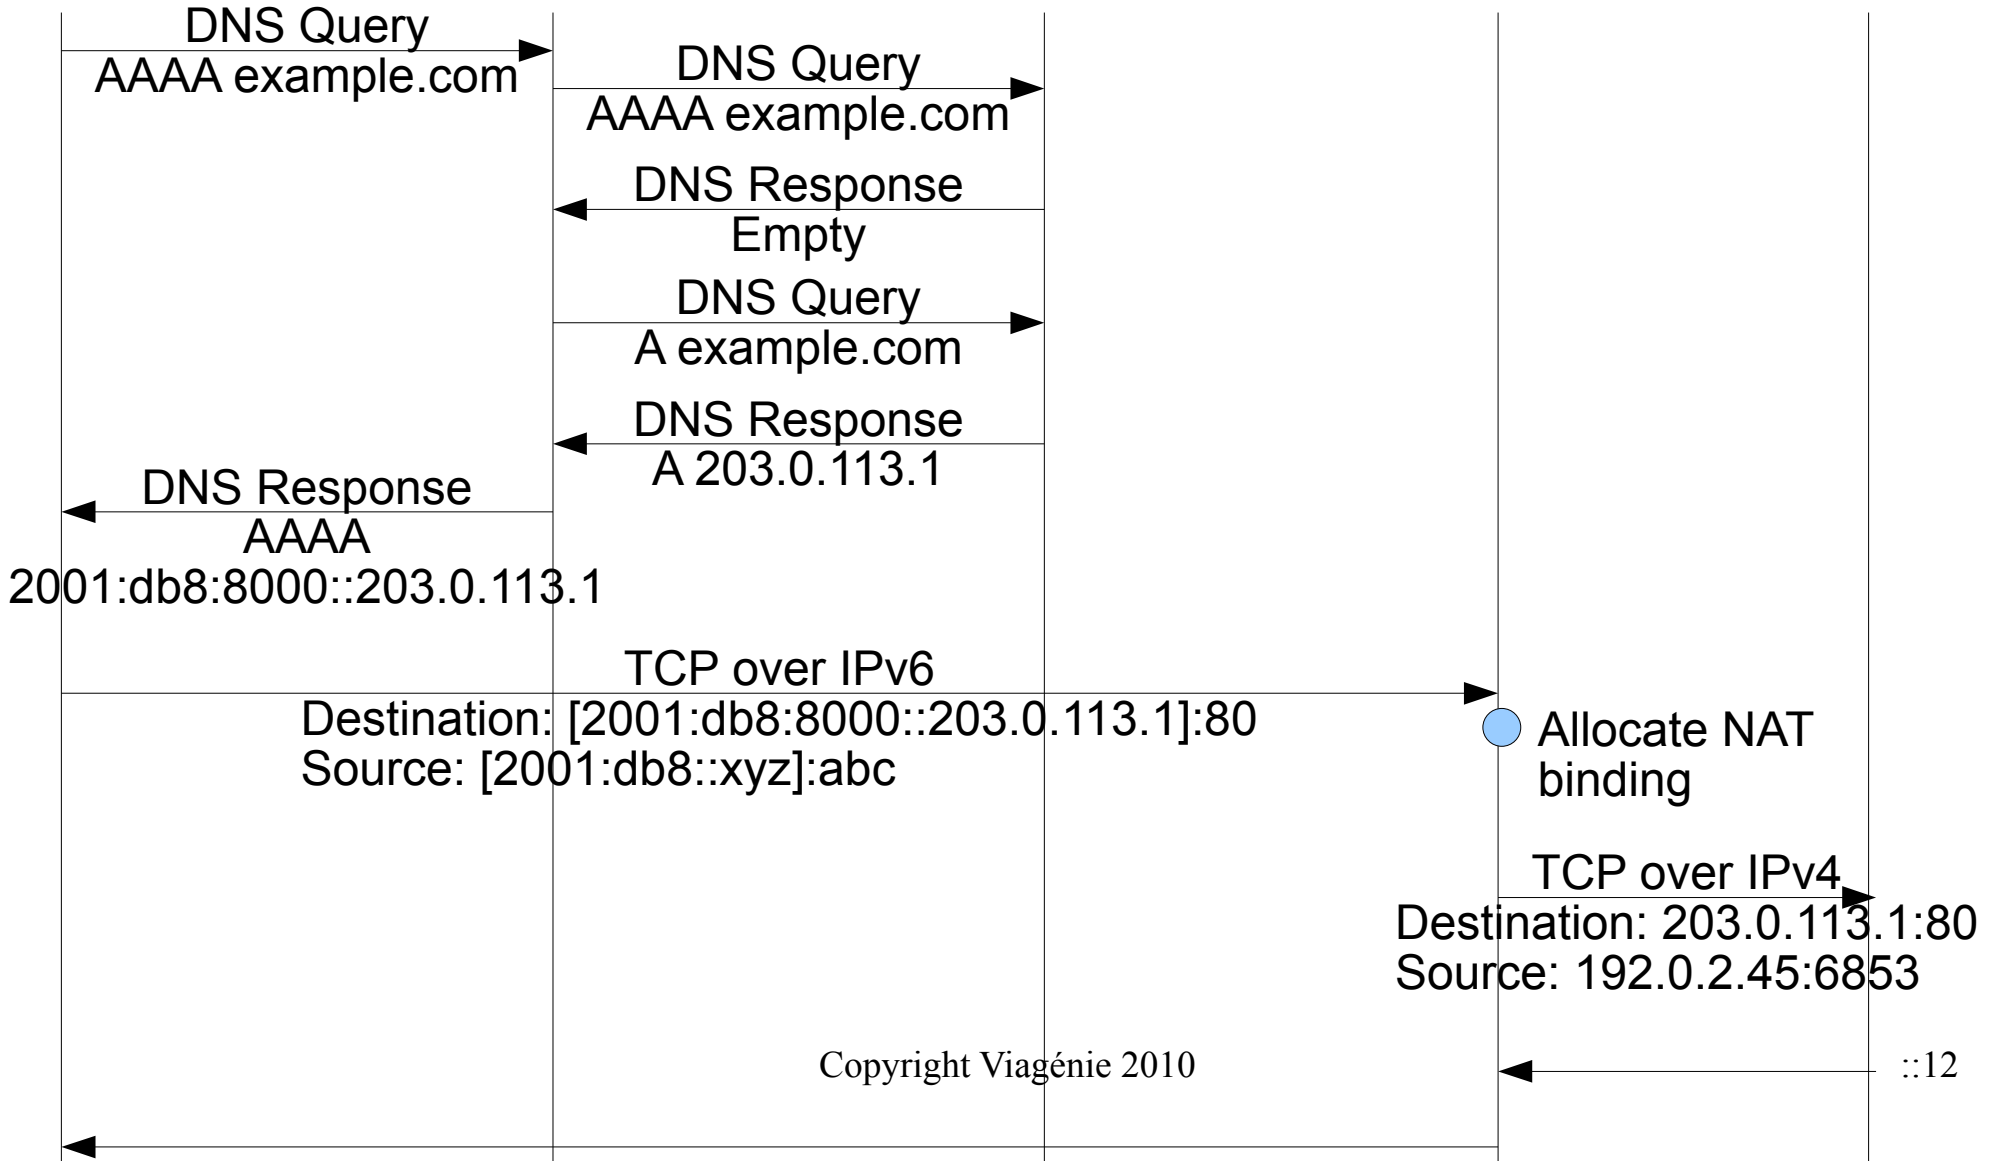 DNS Query
AAAA example.com
DNS Query
AAAA example.com
DNS Response
Empty
DNS Query
A example.com
DNS Response
A 203.0.113.1
DNS Response
AAAA
2001:db8:8000::203.0.113.1
TCP over IPv6
Destination: [2001:db8:8000::203.0.113.1]:80
Source: [2001:db8::xyz]:abc
Allocate NAT
binding
TCP over IPv4
Destination: 203.0.113.1:80
Source: 192.0.2.45:6853
Copyright Viagénie 2010
::12